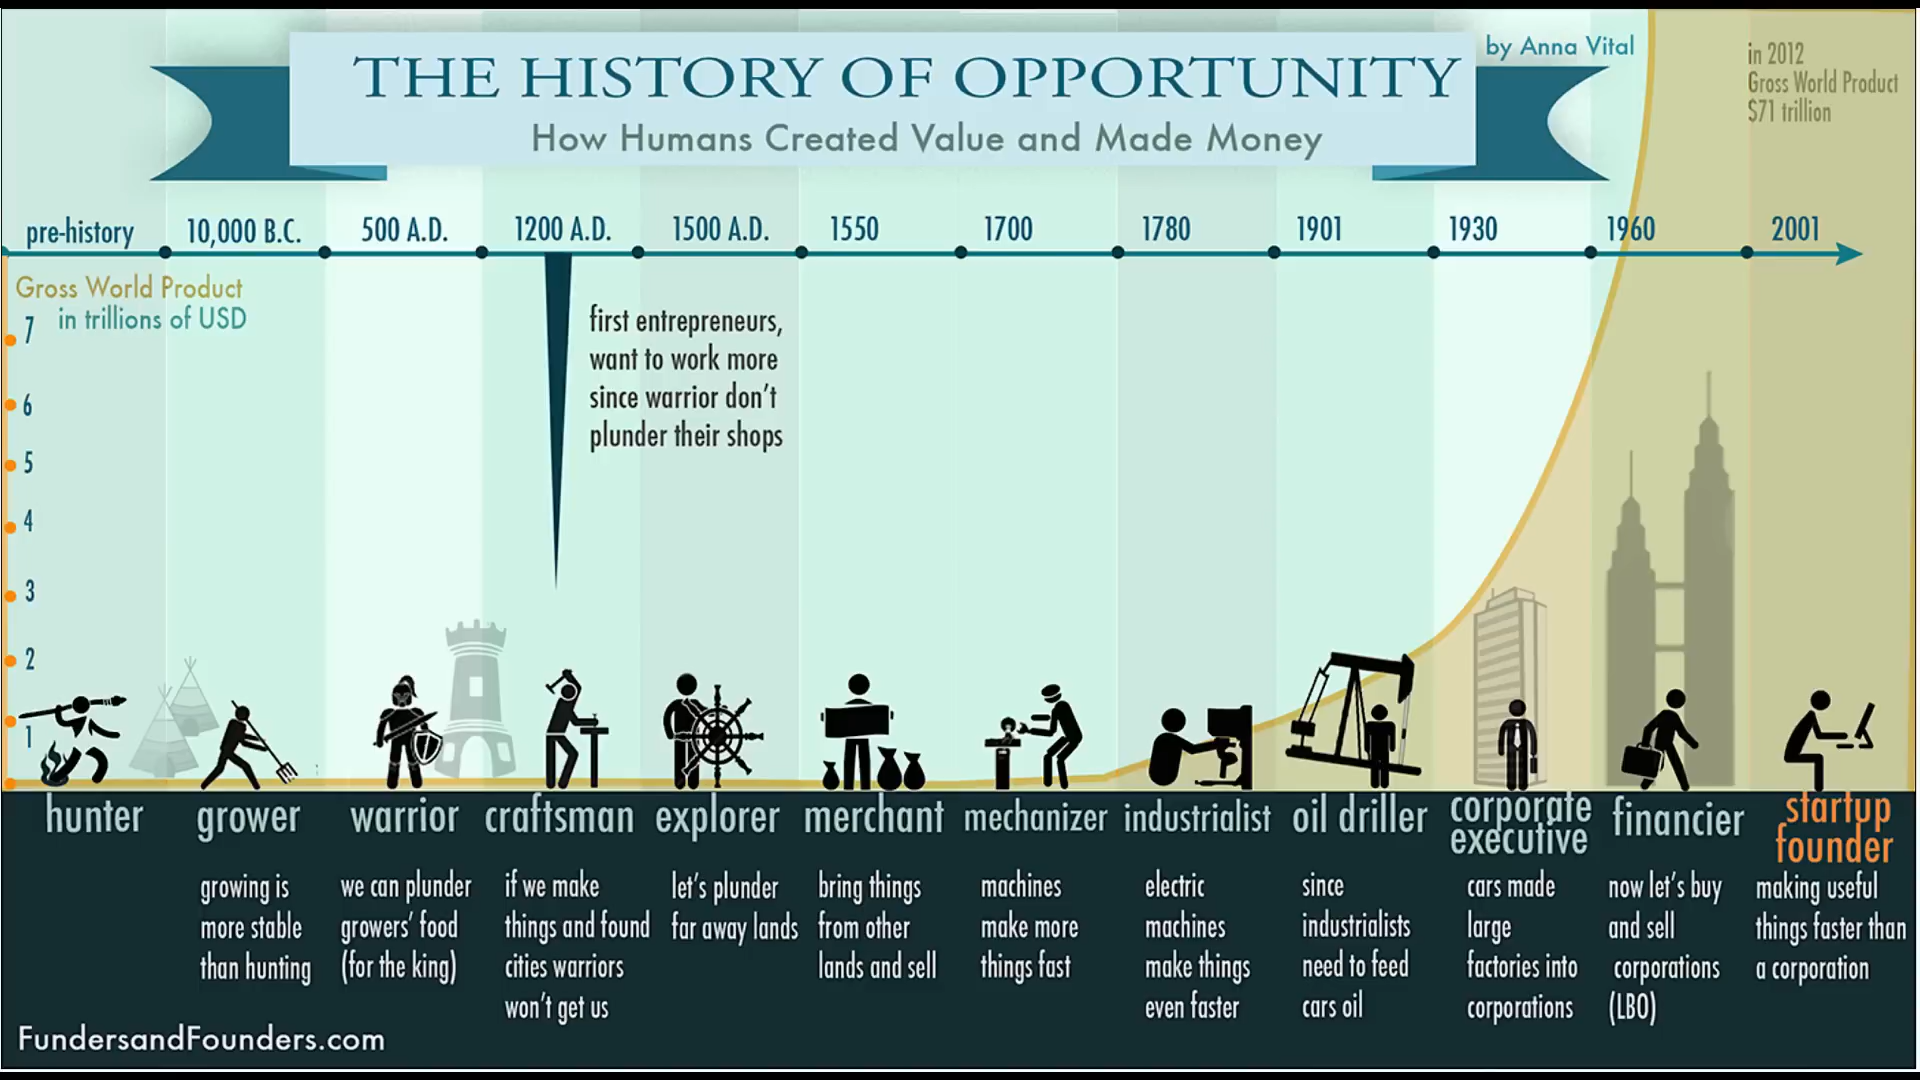 THE HISTORY OF OPPORTUNITY
How Humans Created Value and Made Money
by Anna Vital
in 2012
Gross World Product
$71 trillion
pre-history
10,000 B.C.
500 A.D.
1200 A.D.
1500 A.D.
1550
1700
1780
1901
1930
1960
2001
Gross World Product
in trillions of USD
7
6
5
4
3
2
1
first entrepreneurs,
want to work more
since warrior don't
plunder their shops
hunter
grower
growing is
more stable
than hunting
warrior
we can plunder
growers' food
(for the king)
craftsman
if we make
things and found
cities warriors
won't get us
explorer
let's plunder
far away lands
merchant
bring things
from other
lands and sell
mechanizer
machines
make more
things fast
industrialist
electric
machines
make things
even faster
oil driller
since
industrialists
need to feed
cars oil
corporate
executive
cars made
large
factories into
corporations
financier
now let's buy
and sell
corporations
(LBO)
startup
founder
making useful
things faster than
a corporation
FundersandFounders.com